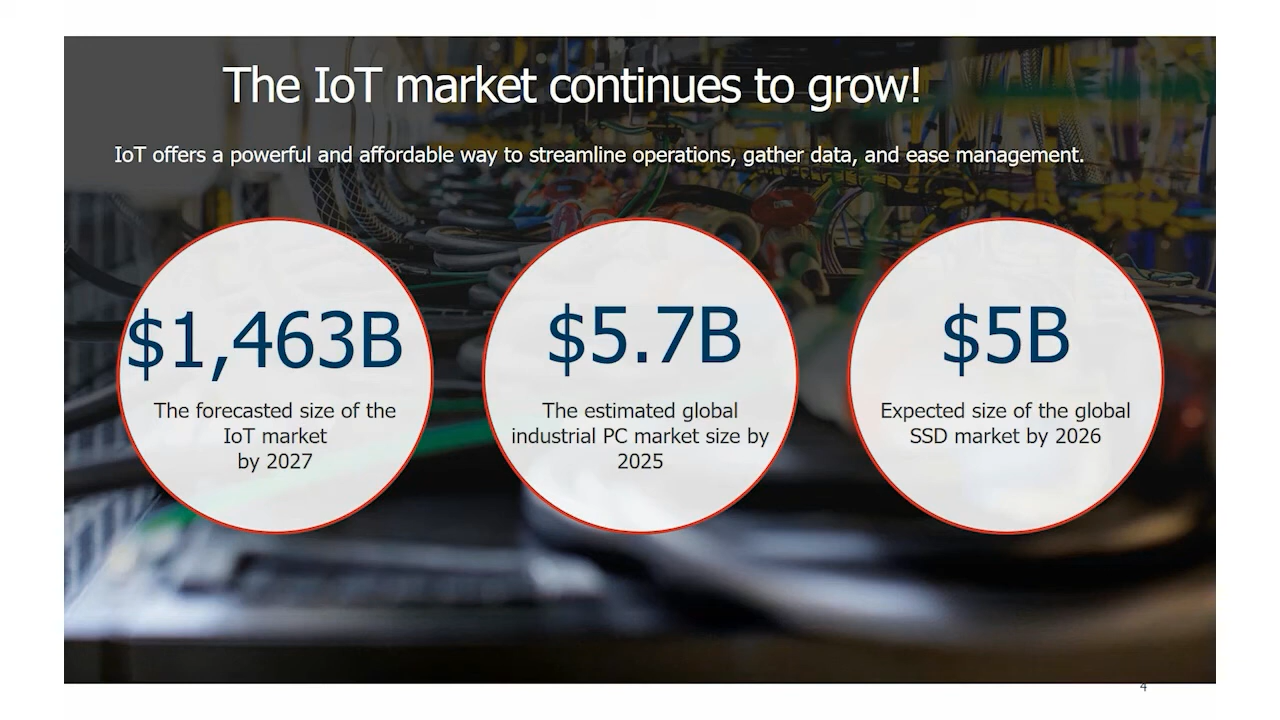 The IoT market continues to grow!
IoT offers a powerful and affordable way to streamline operations, gather data, and ease management.
$1,463B
The forecasted size of the
IoT market
by 2027
$5.7B
The estimated global
industrial PC market size by
2025
$5B
Expected size of the global
SSD market by 2026
4